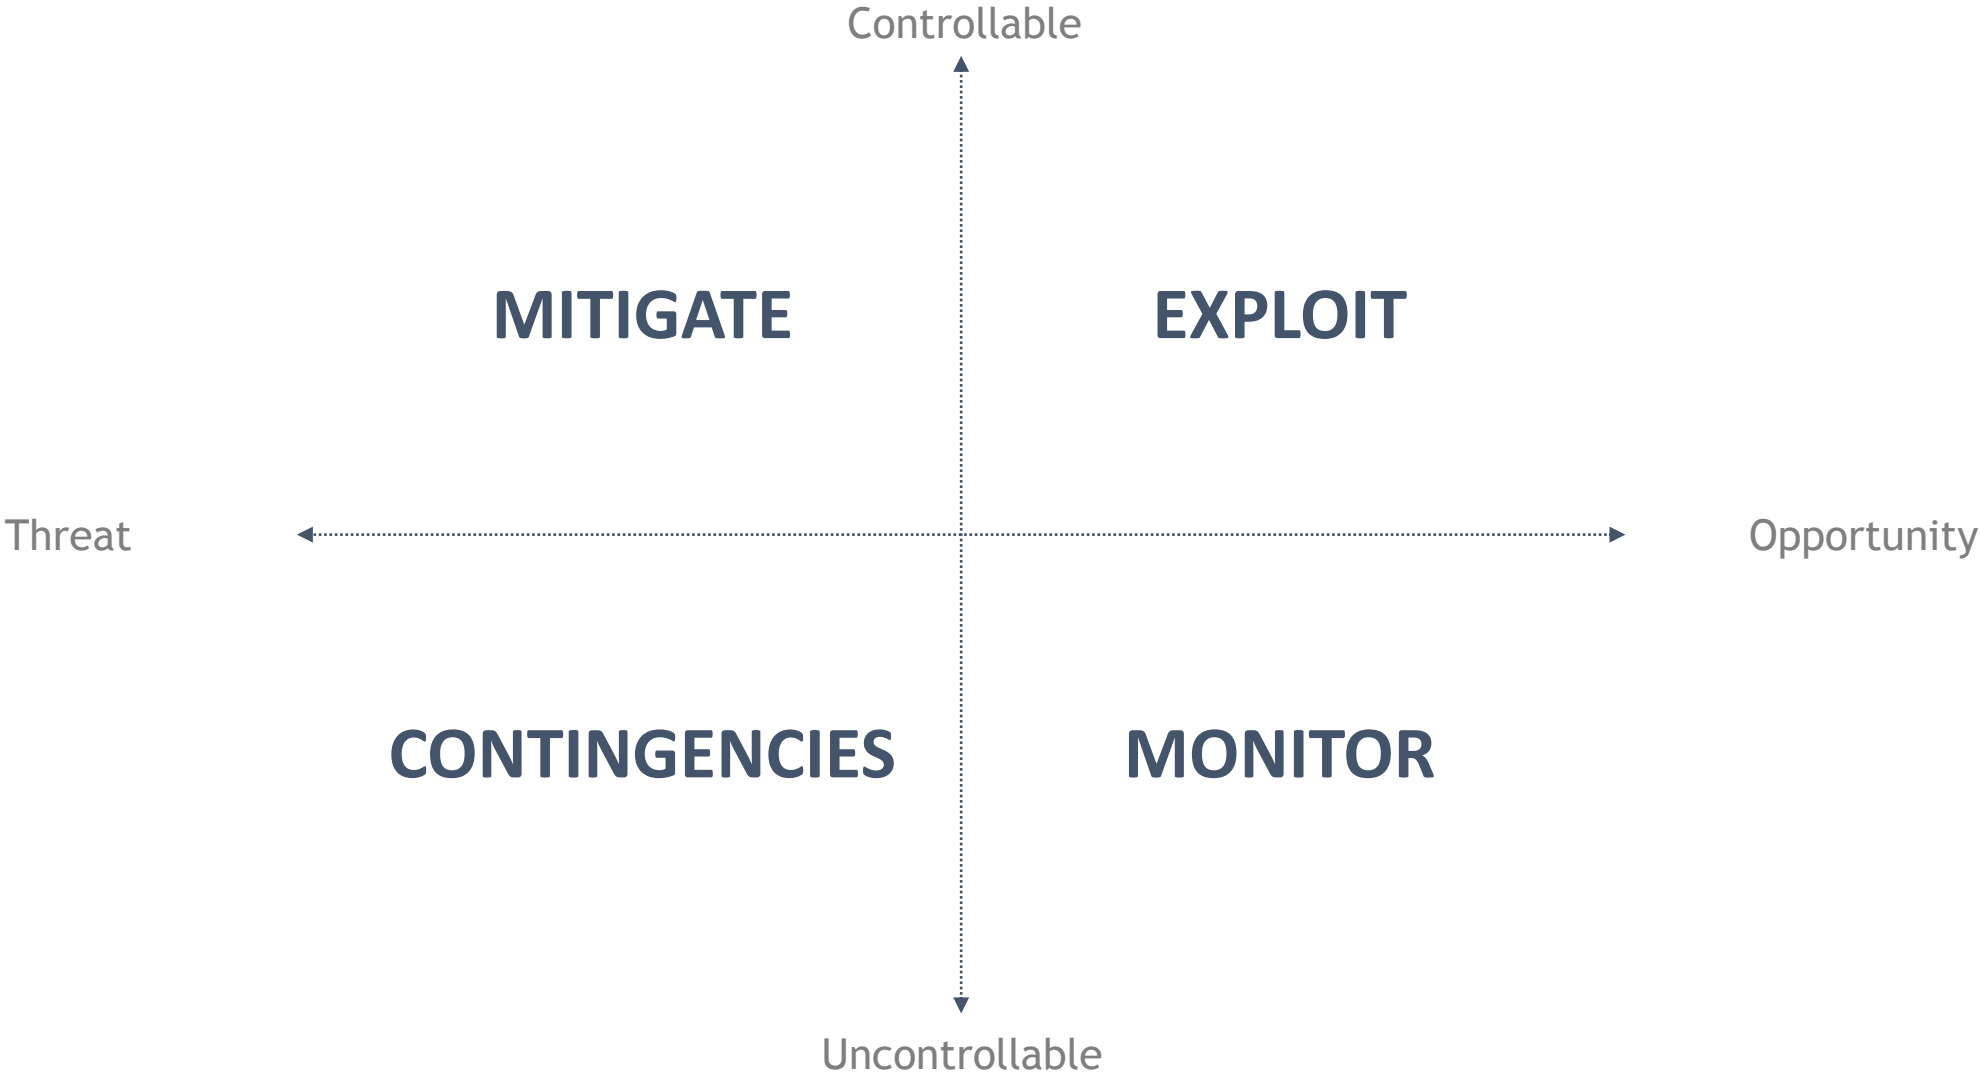 Controllable
MITIGATE
EXPLOIT
Threat
Opportunity
CONTINGENCIES
MONITOR
Uncontrollable